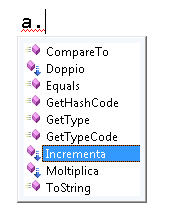 a.
CompareTo
Doppio
Equals
GetHashCode
GetType
GetTypeCode
Incrementa
Moltiplica
ToString